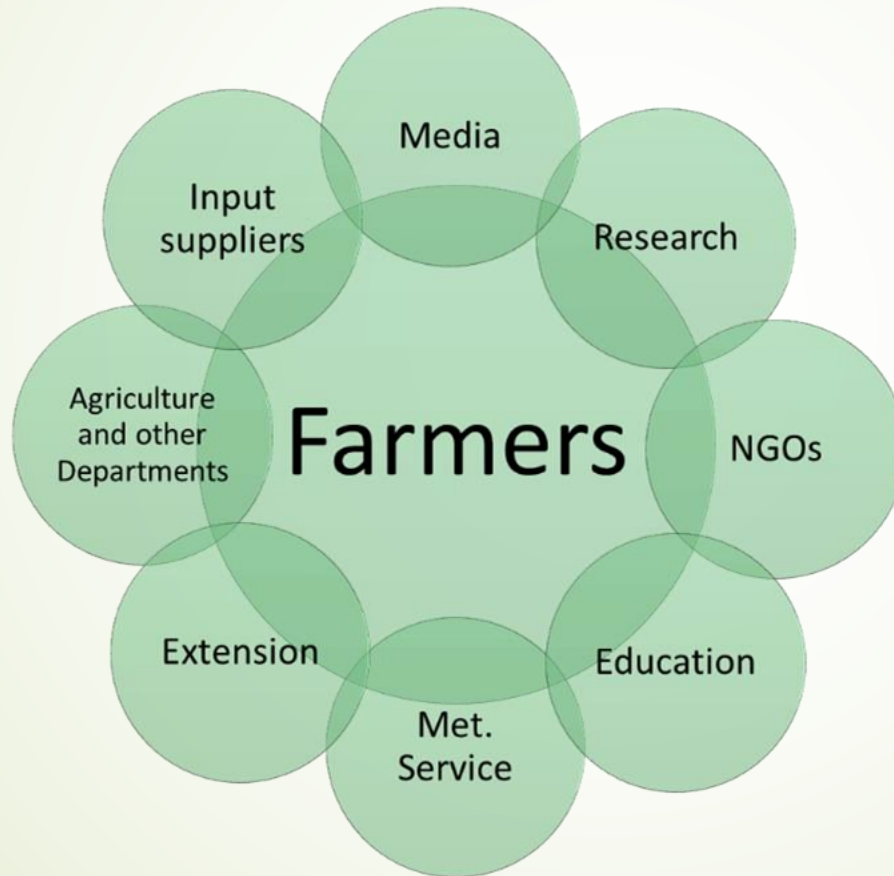 Media
Input
suppliers
Research
Agriculture
and other
Departments
Farmers
NGOs
Extension
Education
Met.
Service